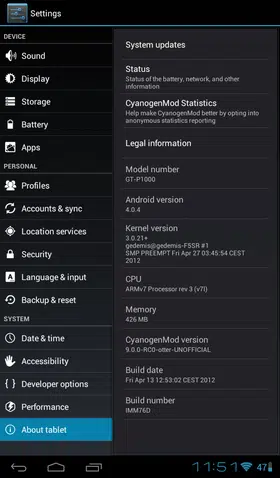 Settings
DEVICE
Sound
Display
Storage
Battery
Apps
PERSONAL
Profiles
Accounts & sync
Location services
Security
Language & input
Backup & reset
SYSTEM
Date & time
Accessibility
Developer options
Performance
About tablet
System updates
Status
Status of the battery, network, and other
information
CyanogenMod Statistics
Help make CyanogenMod better by opting into
anonymous statistics reporting
Legal information
Model number
GT-P1000
Android version
4.0.4
Kernel version
3.0.21+
gedemis@gedemis-F5SR #1
SMP PREEMPT Fri Apr 27 03:45:54 CEST
2012
CPU
ARMv7 Processor rev 3 (v7l)
Memory
426 MB
CyanogenMod version
9.0.0-RC0-otter-UNOFFICIAL
Build date
Fri Apr 13 12:53:02 CEST 2012
Build number
IMM76D
11:51 47